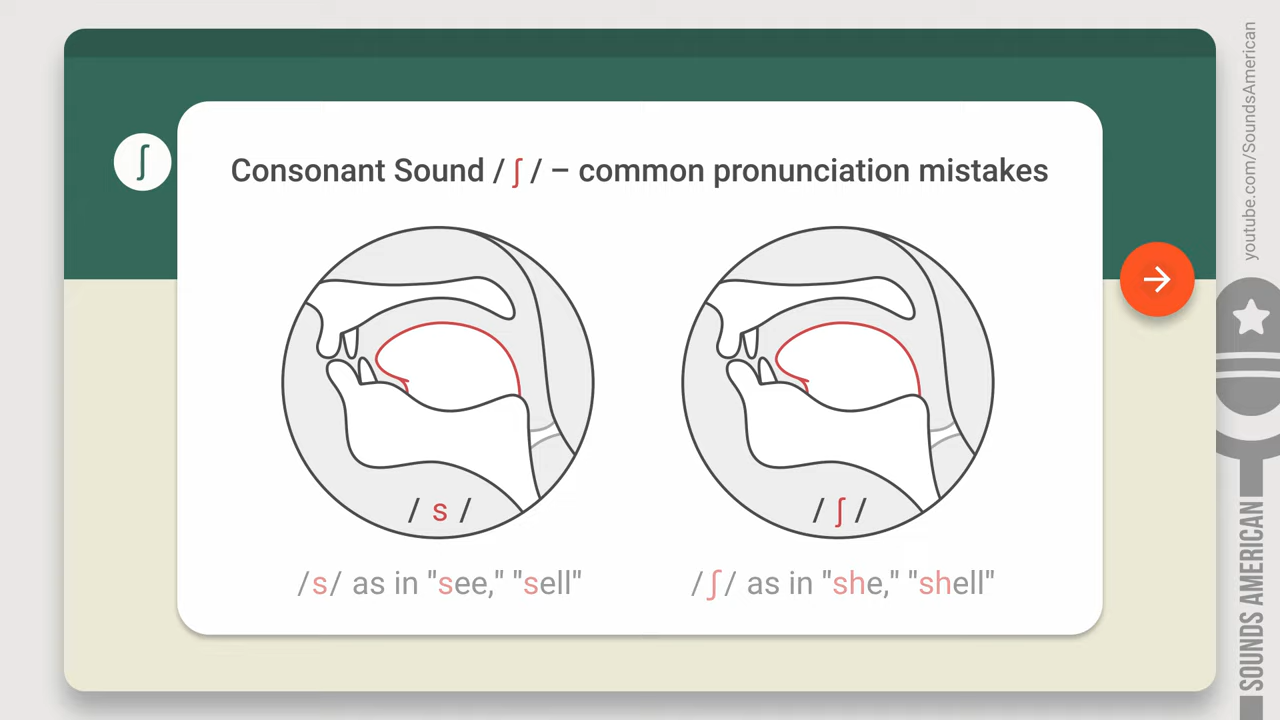 ʃ
Consonant Sound / ʃ / – common pronunciation mistakes
/ s /
/ ʃ /
/s/ as in "see," "sell"
/ʃ/ as in "she," "shell"
youtube.com/SoundsAmerican
SOUNDS AMERICAN